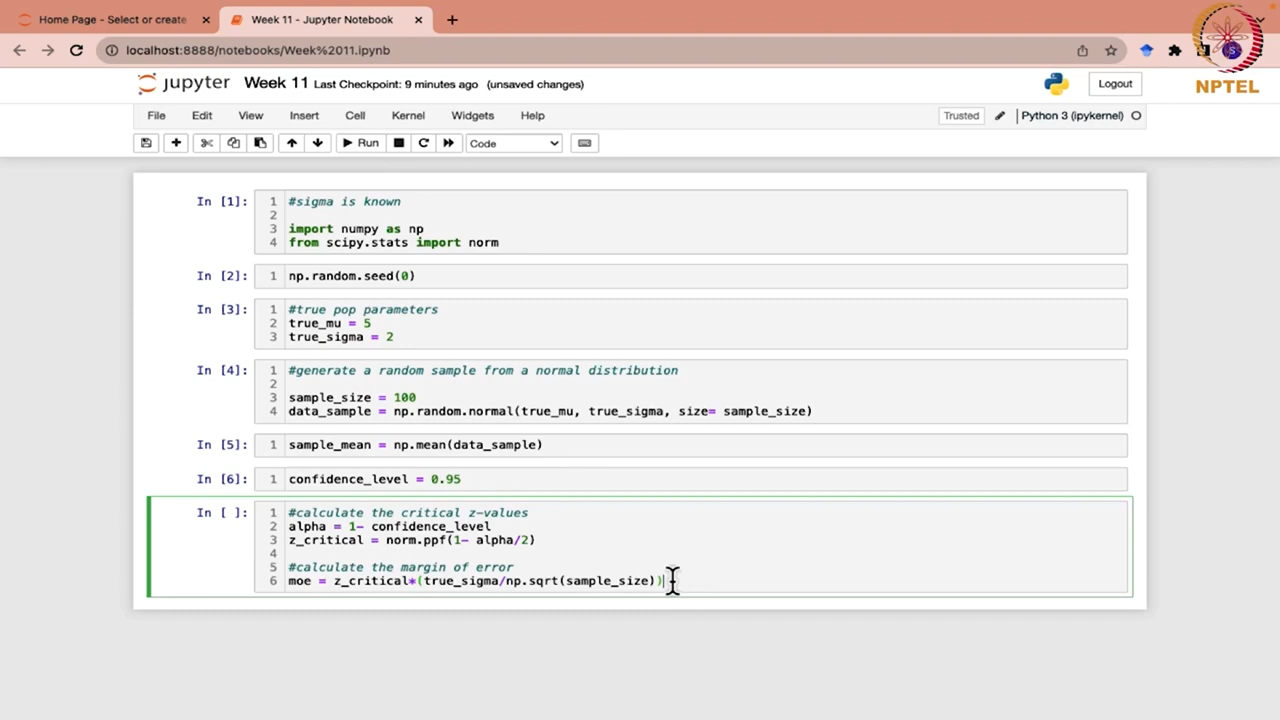 Home Page - Select or create
Week 11 - Jupyter Notebook
localhost:8888/notebooks/Week%2011.ipynb
NPTEL
jupyter Week 11 Last Checkpoint: 9 minutes ago (unsaved changes)
Logout
File Edit View Insert Cell Kernel Widgets Help
Trusted
Python 3 (ipykernel)
Run
Code
In [1]:
1 #sigma is known
2
3 import numpy as np
4 from scipy.stats import norm
In [2]:
1 np.random.seed(0)
In [3]:
1 #true pop parameters
2 true_mu = 5
3 true_sigma = 2
In [4]:
1 #generate a random sample from a normal distribution
2
3 sample_size = 100
4 data_sample = np.random.normal(true_mu, true_sigma, size= sample_size)
In [5]:
1 sample_mean = np.mean(data_sample)
In [6]:
1 confidence_level = 0.95
In [ ]:
1 #calculate the critical z-values
2 alpha = 1- confidence_level
3 z_critical = norm.ppf(1- alpha/2)
4
5 #calculate the margin of error
6 moe = z_critical*(true_sigma/np.sqrt(sample_size))